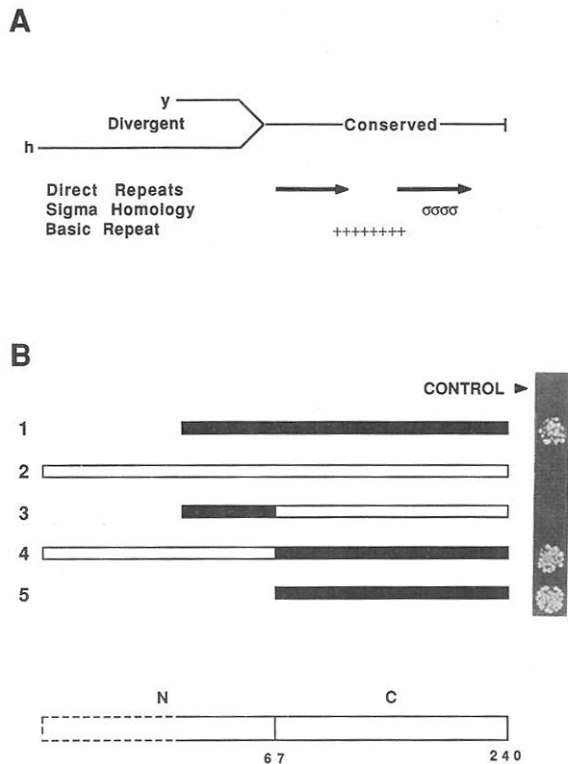 A
y
Divergent
Conserved
h
Direct Repeats
Sigma Homology
σσσσ
Basic Repeat
++++++++
B
CONTROL
1
2
3
4
5
N
C
67
240